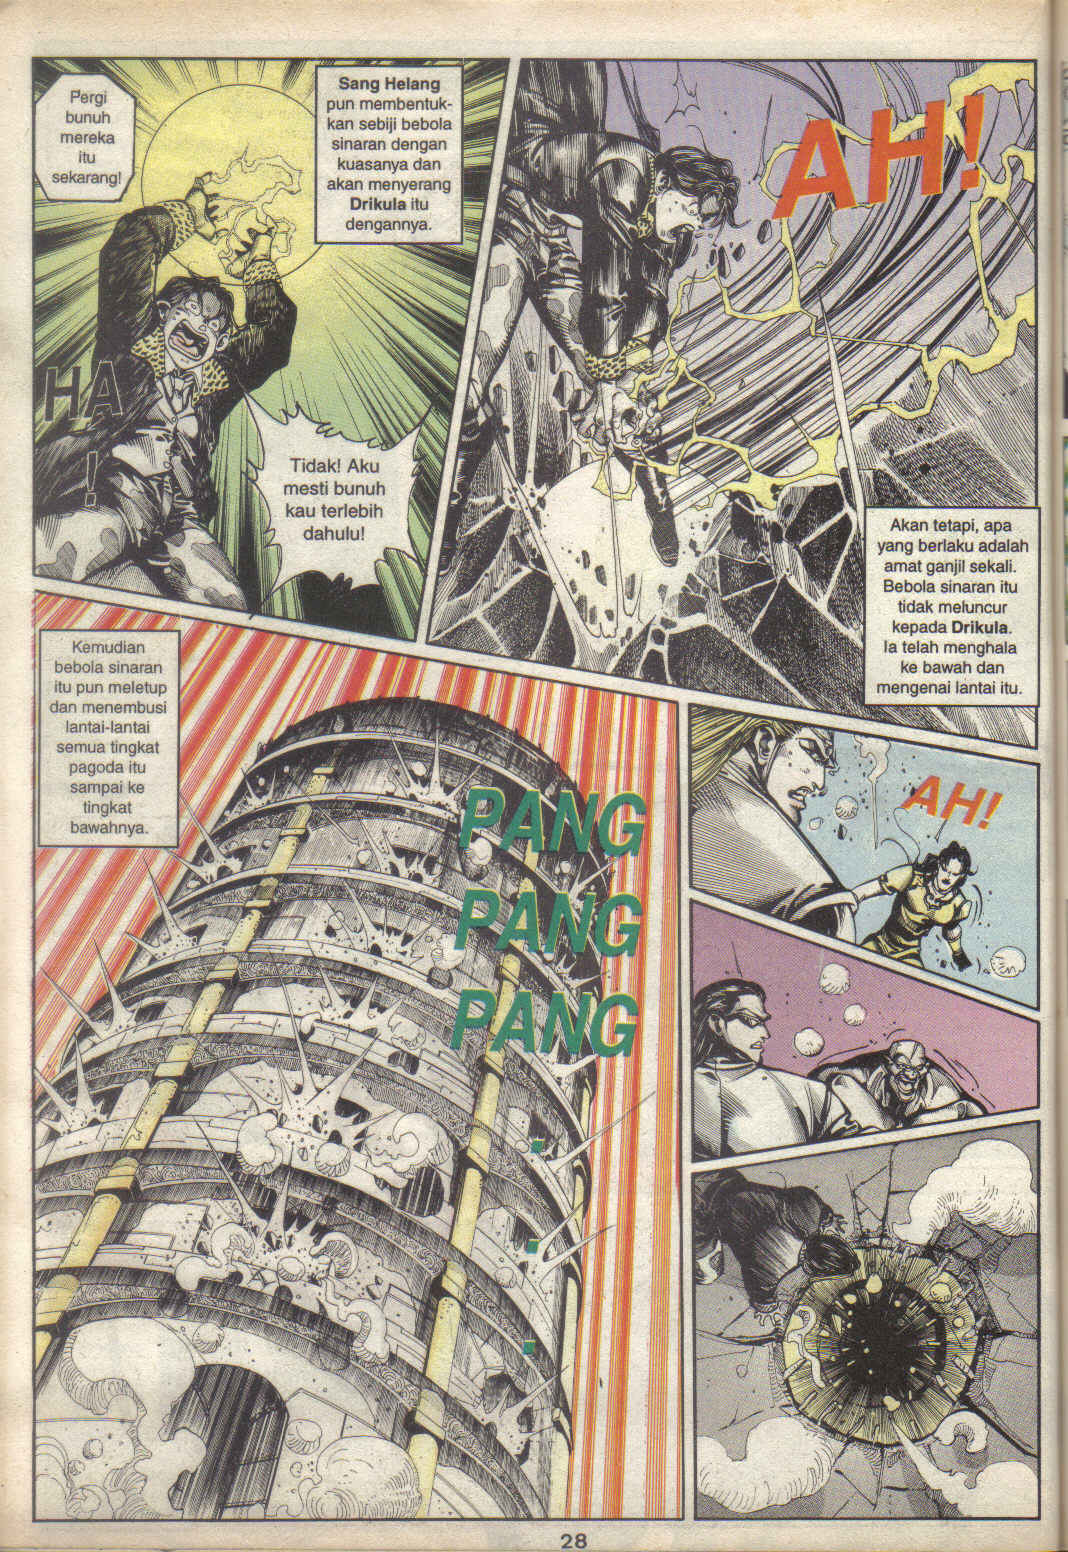 Pergi
bunuh
mereka
itu
sekarang!
Sang Helang
pun membentuk-
kan sebiji bebola
sinaran dengan
kuasanya dan
akan menyerang
Drikula itu
dengannya.
HA
!
Tidak! Aku
mesti bunuh
kau terlebih
dahulu!
AH!
Akan tetapi, apa
yang berlaku adalah
amat ganjil sekali.
Bebola sinaran itu
tidak meluncur
kepada Drikula.
Ia telah menghala
ke bawah dan
mengenai lantai itu.
Kemudian
bebola sinaran
itu pun meletup
dan menembusi
lantai-lantai
semua tingkat
pagoda itu
sampai ke
tingkat
bawahnya.
PANG
PANG
PANG
.
.
.
AH!
28